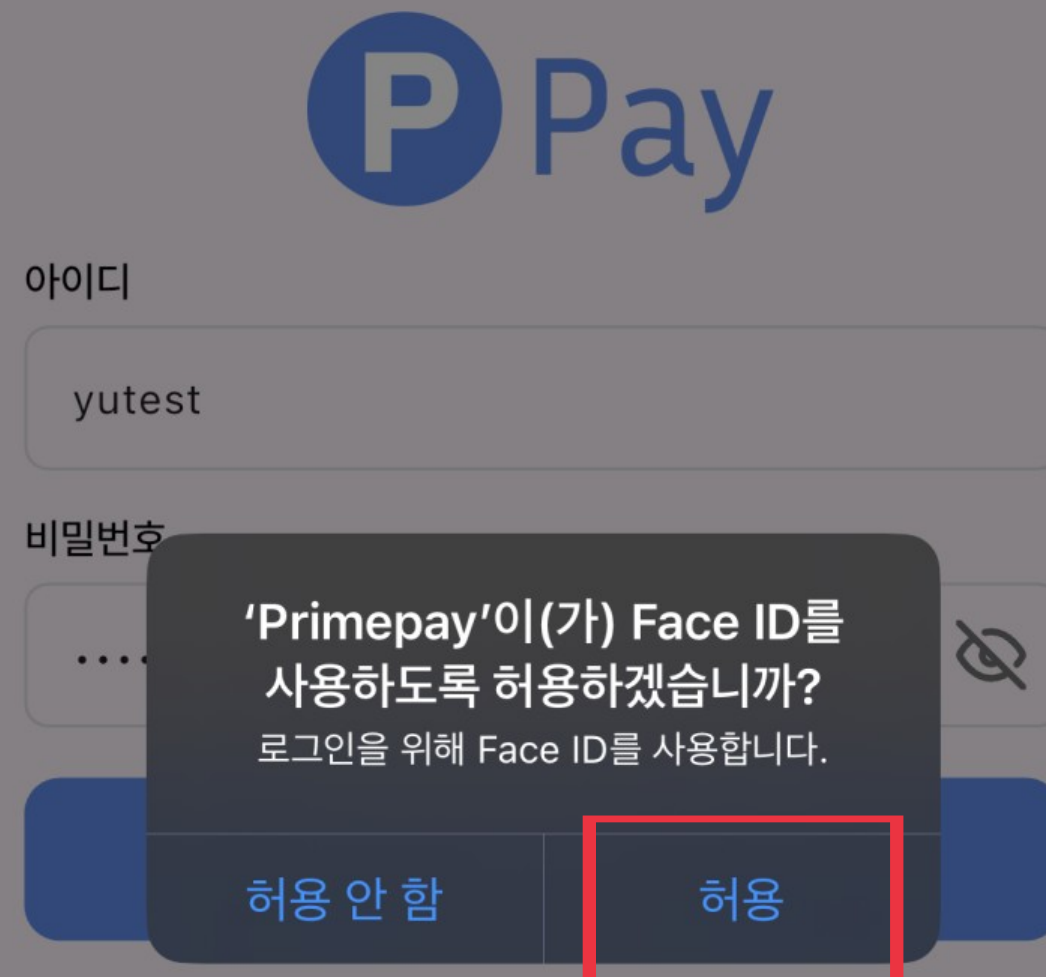 P Pay
아이디
yutest
비밀번호
‘Primepay’이(가) Face ID를
사용하도록 허용하겠습니까?
로그인을 위해 Face ID를 사용합니다.
허용 안 함 허용